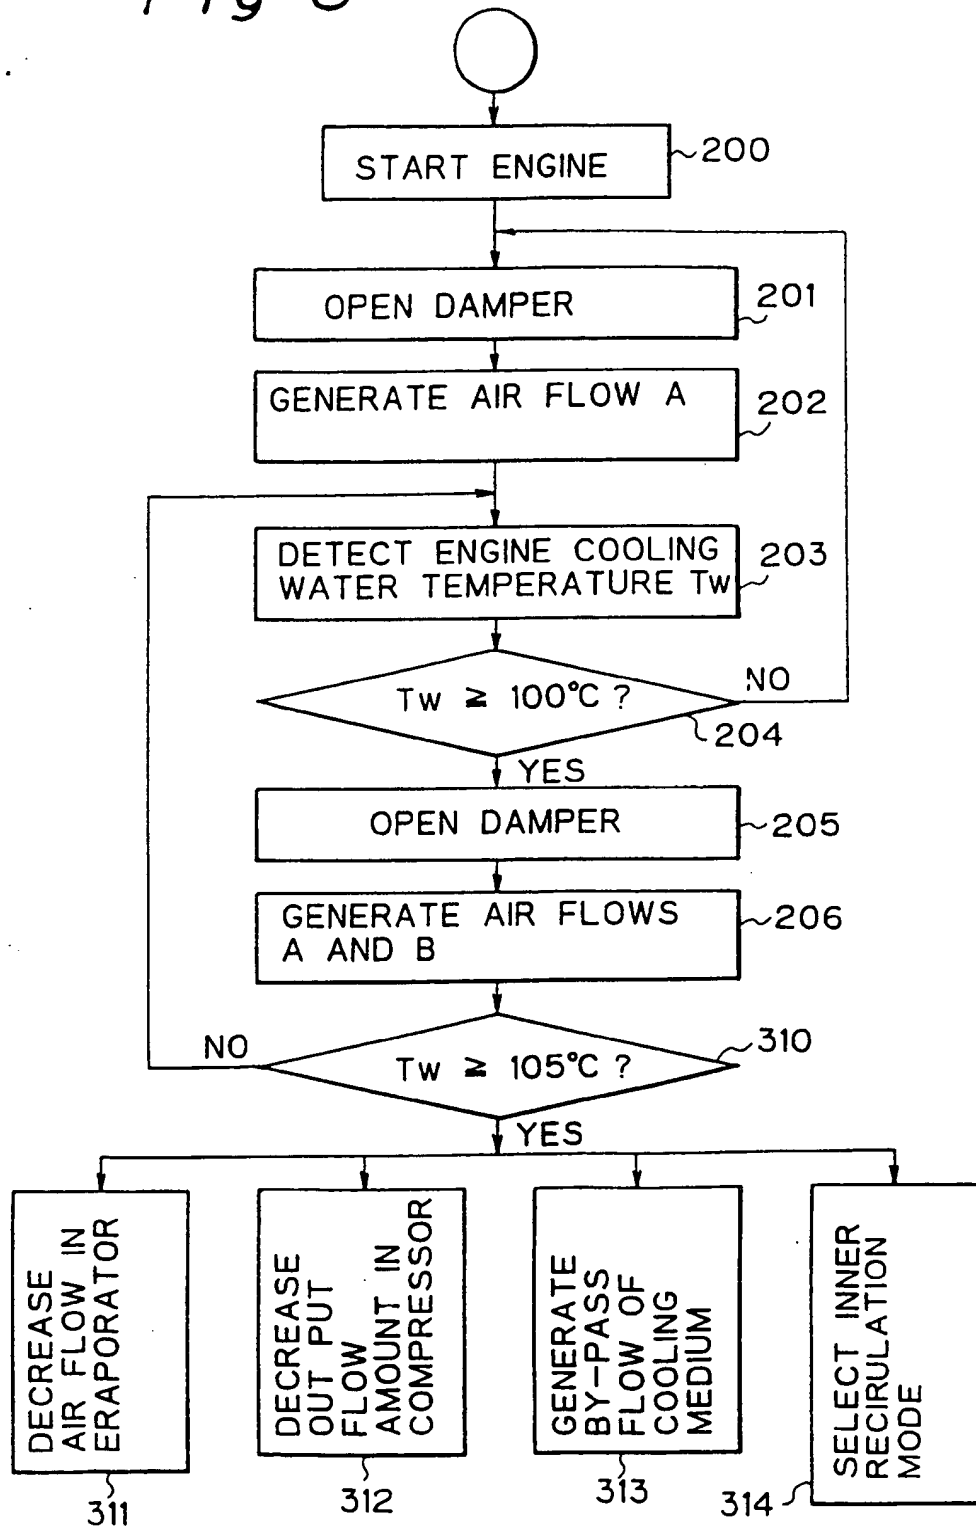 START ENGINE
200
OPEN DAMPER
201
GENERATE AIR FLOW A
202
DETECT ENGINE COOLING
WATER TEMPERATURE Tw
203
Tw ≧ 100°C ?
NO
204
YES
OPEN DAMPER
205
GENERATE AIR FLOWS
A AND B
206
NO
Tw ≧ 105°C ?
310
YES
DECREASE
AIR FLOW IN
ERAPORATOR
311
DECREASE
OUT PUT
FLOW
AMOUNT IN
COMPRESSOR
312
GENERATE
BY-PASS
FLOW OF
COOLING
MEDIUM
313
SELECT INNER
RECIRULATION
MODE
314